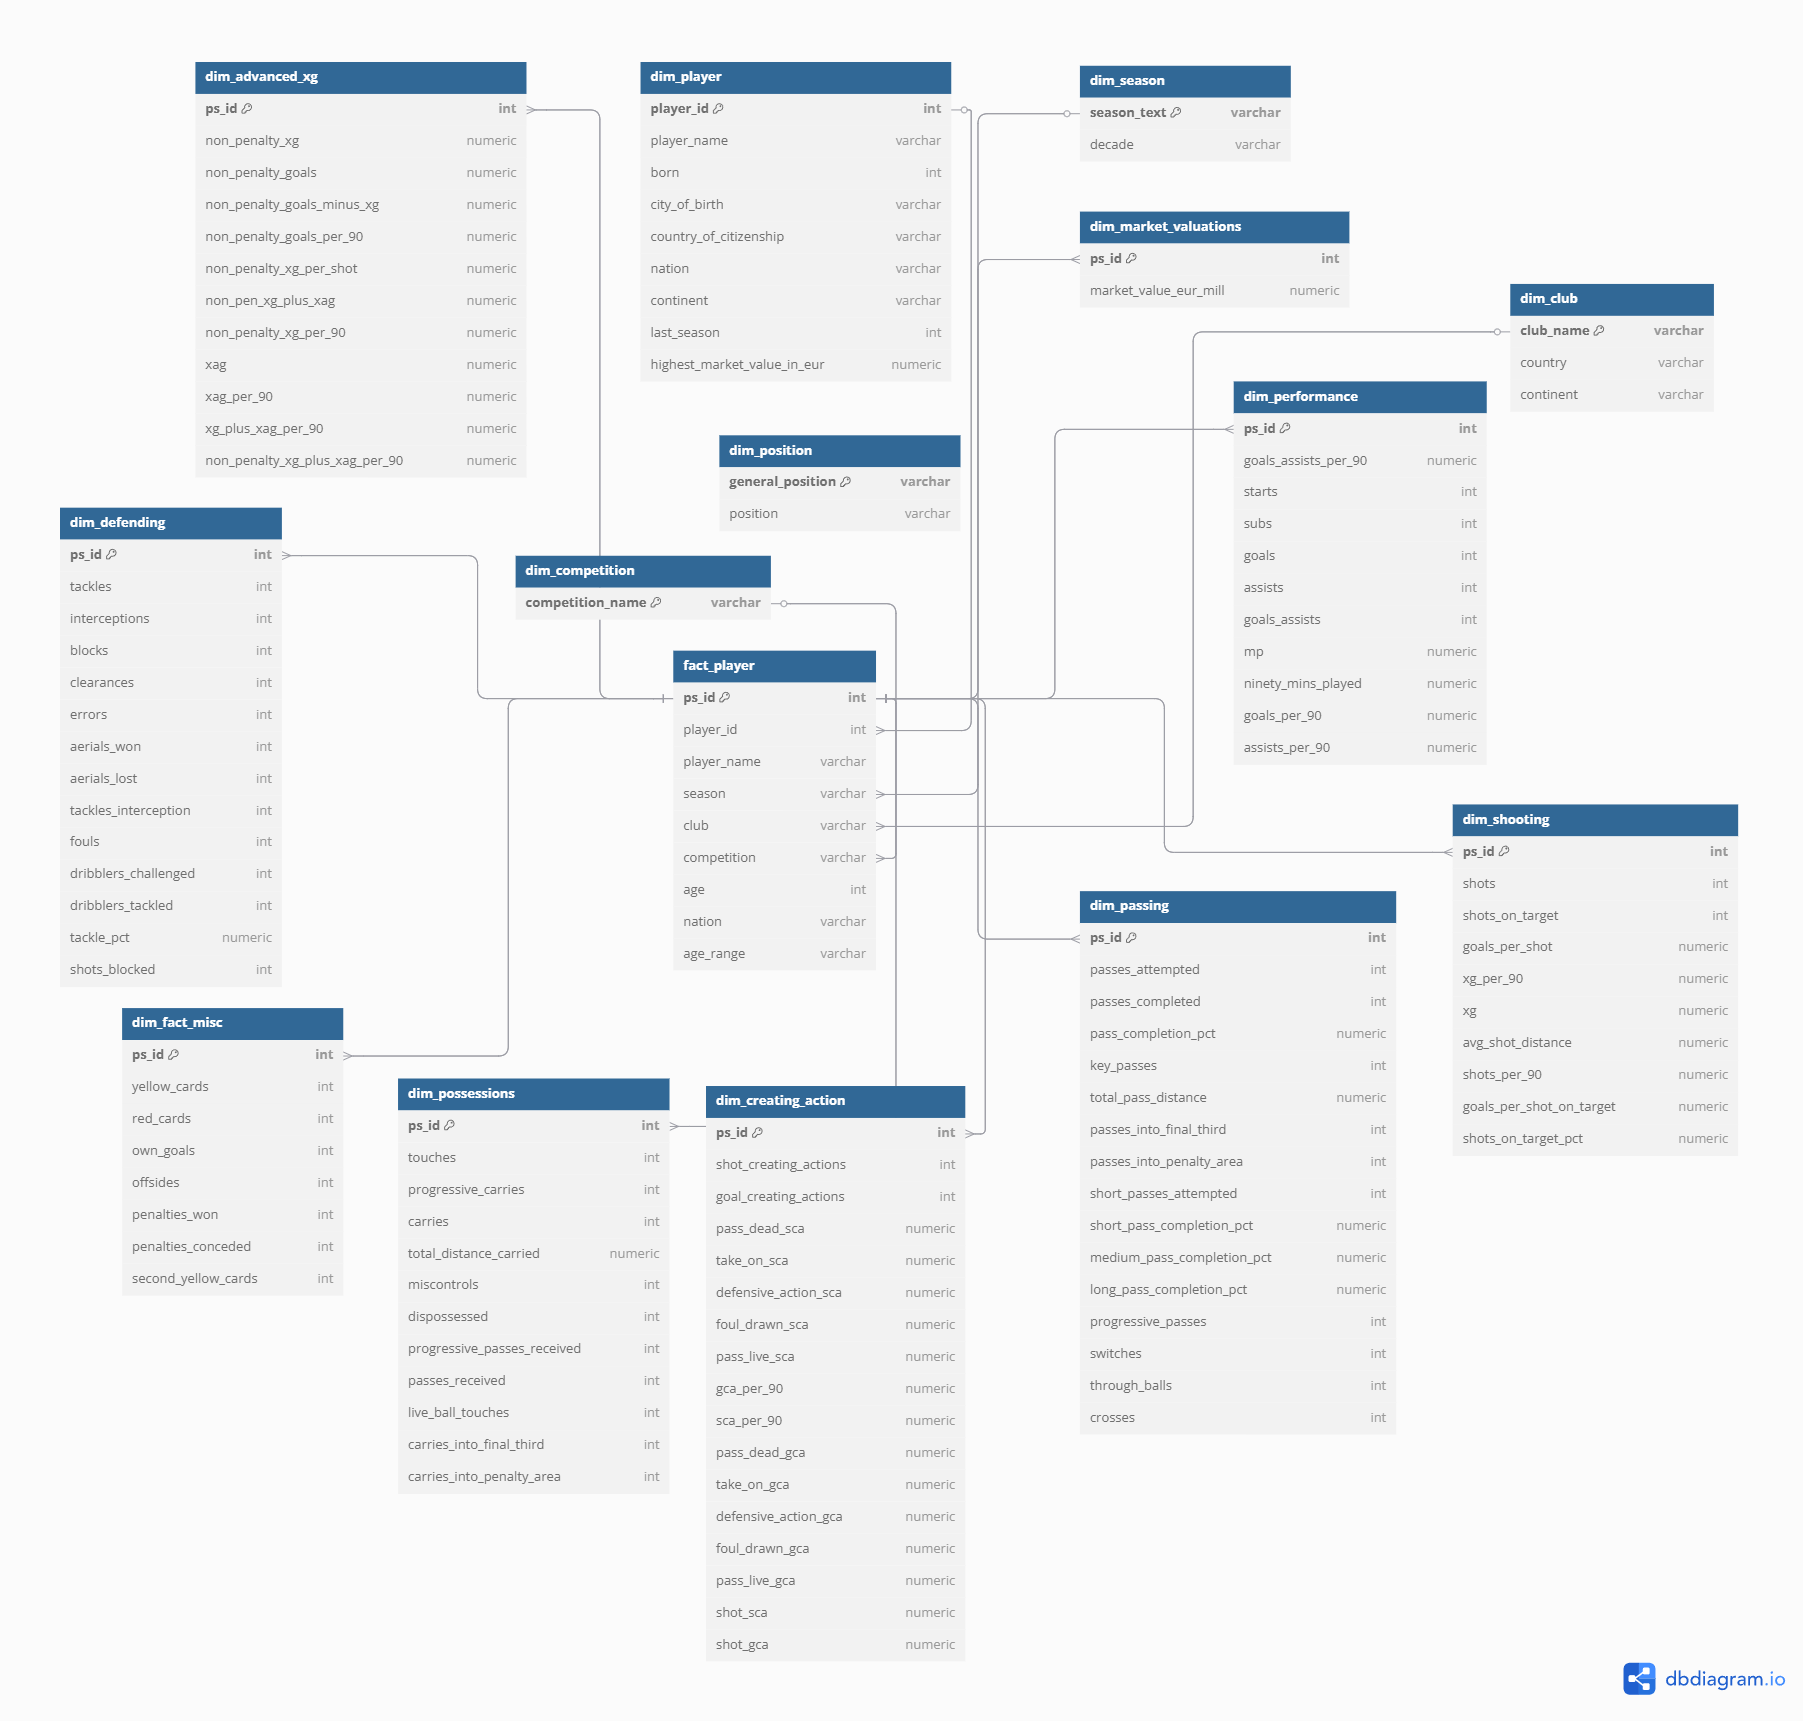 dim_advanced_xg
ps_id int
non_penalty_xg numeric
non_penalty_goals numeric
non_penalty_goals_minus_xg numeric
non_penalty_goals_per_90 numeric
non_penalty_xg_per_shot numeric
non_pen_xg_plus_xag numeric
non_penalty_xg_per_90 numeric
xag numeric
xag_per_90 numeric
xg_plus_xag_per_90 numeric
non_penalty_xg_plus_xag_per_90 numeric
dim_player
player_id int
player_name varchar
born int
city_of_birth varchar
country_of_citizenship varchar
nation varchar
continent varchar
last_season int
highest_market_value_in_eur numeric
dim_season
season_text varchar
decade varchar
dim_market_valuations
ps_id int
market_value_eur_mill numeric
dim_club
club_name varchar
country varchar
continent varchar
dim_performance
ps_id int
goals_assists_per_90 numeric
starts int
subs int
goals int
assists int
goals_assists int
mp numeric
ninety_mins_played numeric
goals_per_90 numeric
assists_per_90 numeric
dim_position
general_position varchar
position varchar
dim_defending
ps_id int
tackles int
interceptions int
blocks int
clearances int
errors int
aerials_won int
aerials_lost int
tackles_interception int
fouls int
dribblers_challenged int
dribblers_tackled int
tackle_pct numeric
shots_blocked int
dim_competition
competition_name varchar
fact_player
ps_id int
player_id int
player_name varchar
season varchar
club varchar
competition varchar
age int
nation varchar
age_range varchar
dim_shooting
ps_id int
shots int
shots_on_target int
goals_per_shot numeric
xg_per_90 numeric
xg numeric
avg_shot_distance numeric
shots_per_90 numeric
goals_per_shot_on_target numeric
shots_on_target_pct numeric
dim_passing
ps_id int
passes_attempted int
passes_completed int
pass_completion_pct numeric
key_passes int
total_pass_distance numeric
passes_into_final_third int
passes_into_penalty_area int
short_passes_attempted int
short_pass_completion_pct numeric
medium_pass_completion_pct numeric
long_pass_completion_pct numeric
progressive_passes int
switches int
through_balls int
crosses int
dim_fact_misc
ps_id int
yellow_cards int
red_cards int
own_goals int
offsides int
penalties_won int
penalties_conceded int
second_yellow_cards int
dim_possessions
ps_id int
touches int
progressive_carries int
carries int
total_distance_carried numeric
miscontrols int
dispossessed int
progressive_passes_received int
passes_received int
live_ball_touches int
carries_into_final_third int
carries_into_penalty_area int
dim_creating_action
ps_id int
shot_creating_actions int
goal_creating_actions int
pass_dead_sca numeric
take_on_sca numeric
defensive_action_sca numeric
foul_drawn_sca numeric
pass_live_sca numeric
gca_per_90 numeric
sca_per_90 numeric
pass_dead_gca numeric
take_on_gca numeric
defensive_action_gca numeric
foul_drawn_gca numeric
pass_live_gca numeric
shot_sca numeric
shot_gca numeric
dbdiagram.io